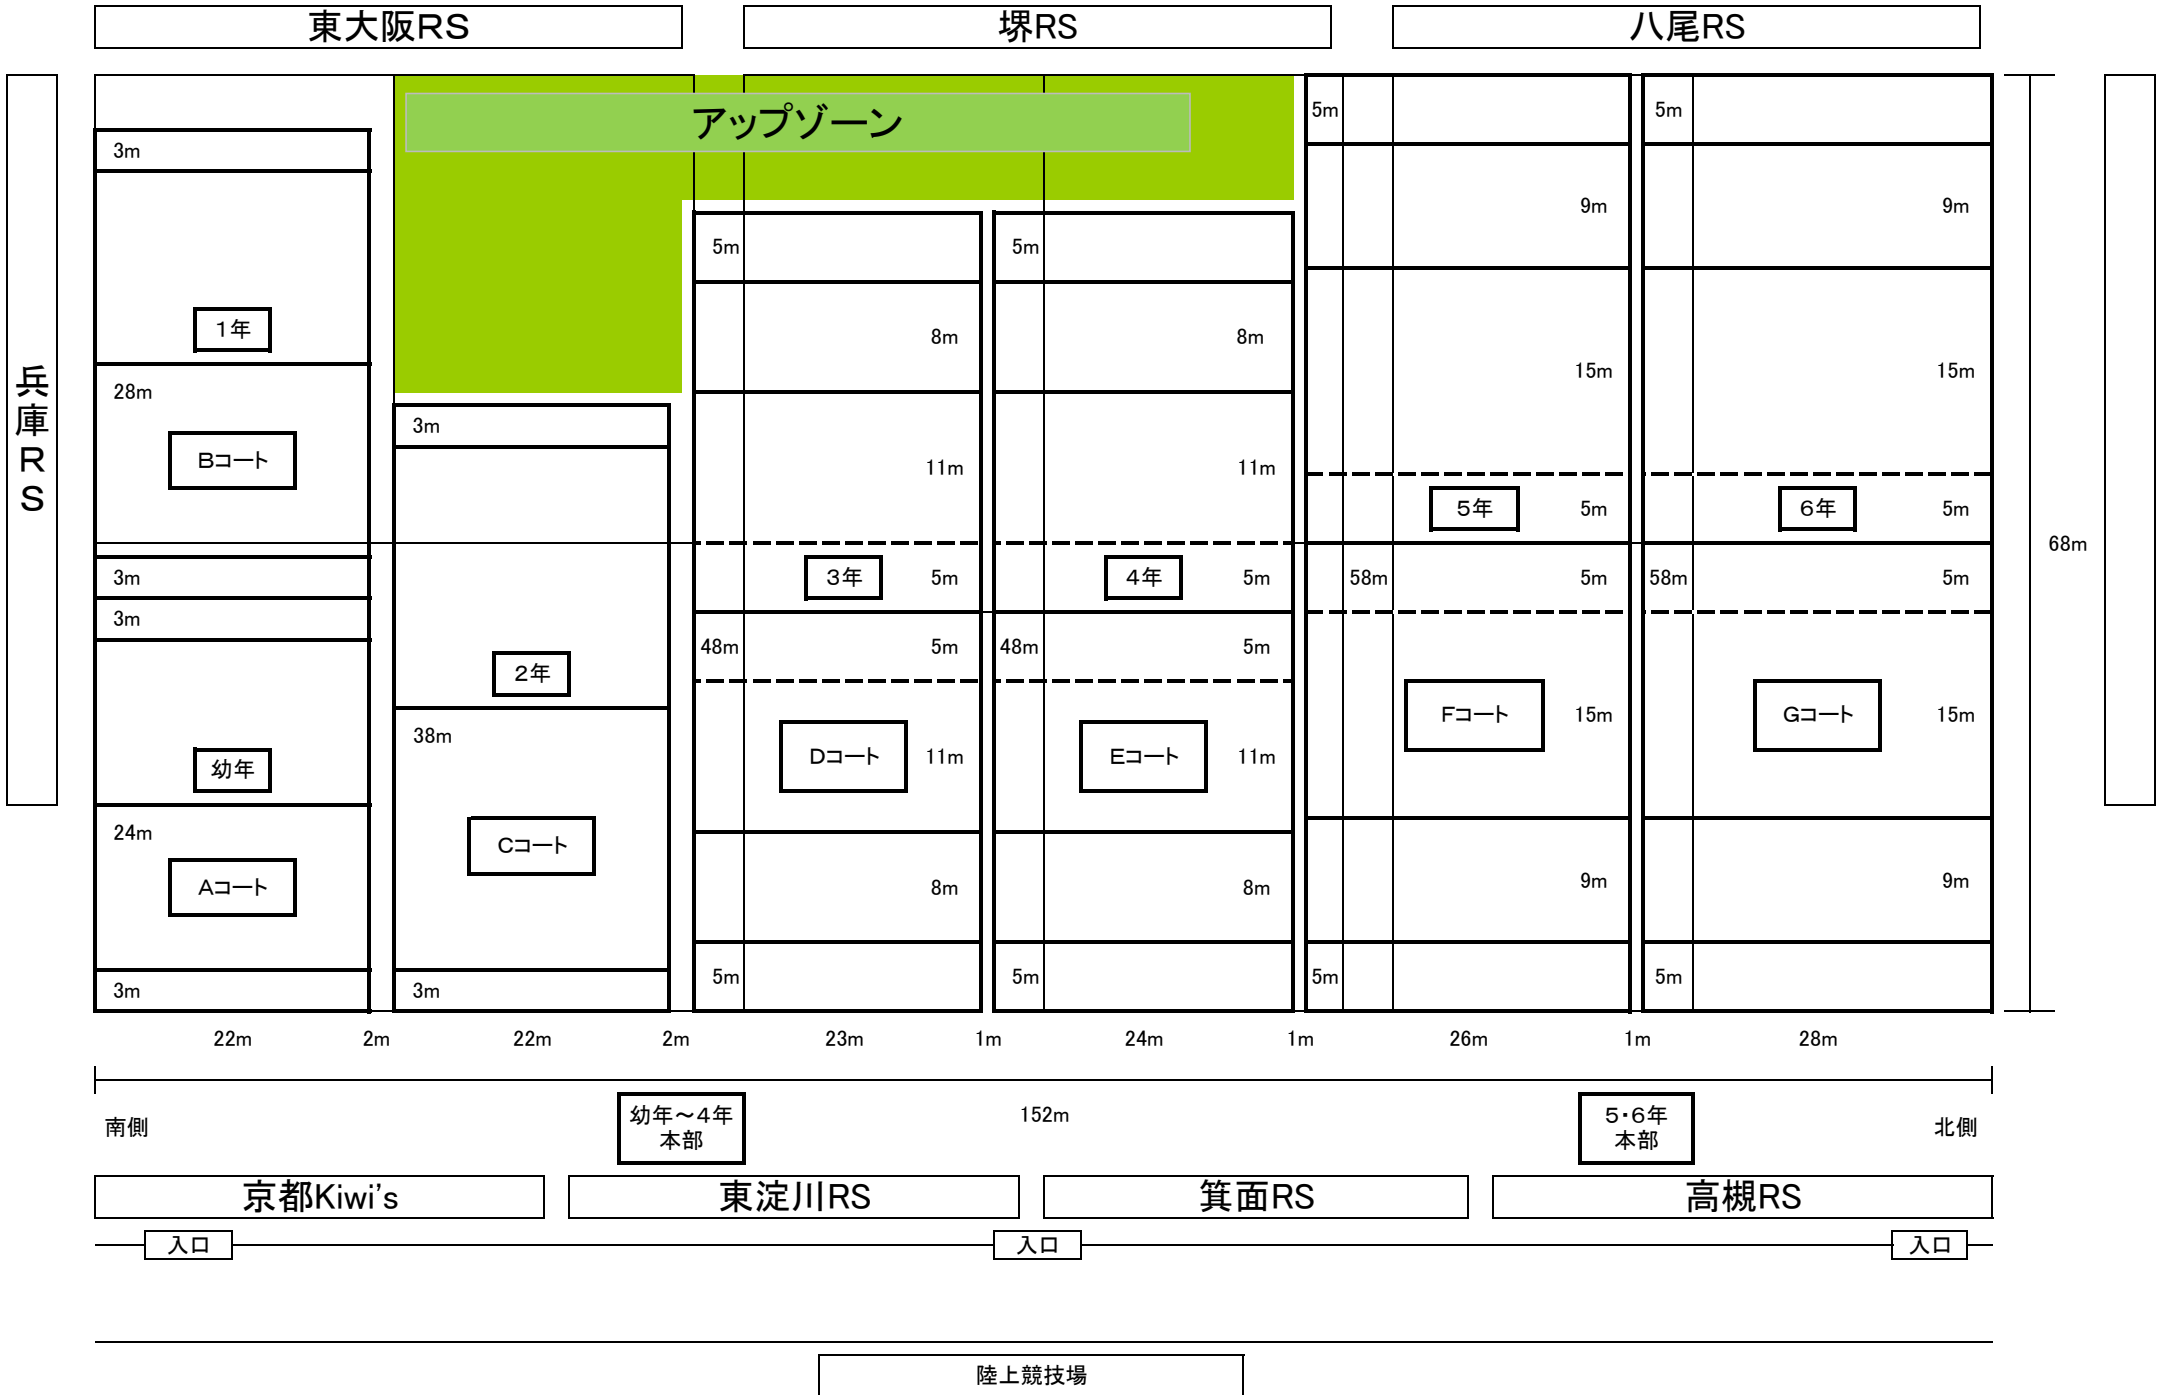 東大阪RS
堺RS
八尾RS
兵庫RS
アップゾーン
5m
5m
3m
9m
9m
5m
5m
1年
8m
8m
15m
15m
28m
3m
Bコート
11m
11m
5年
5m
6年
5m
68m
3m
3年
5m
4年
5m
58m
5m
58m
5m
3m
48m
5m
48m
5m
2年
38m
Fコート
15m
Gコート
15m
幼年
Dコート
11m
Eコート
11m
24m
Cコート
Aコート
8m
8m
9m
9m
3m
3m
5m
5m
5m
5m
22m
2m
22m
2m
23m
1m
24m
1m
26m
1m
28m
南側
幼年～4年
本部
152m
5・6年
本部
北側
京都Kiwi's
東淀川RS
箕面RS
高槻RS
入口
入口
入口
陸上競技場